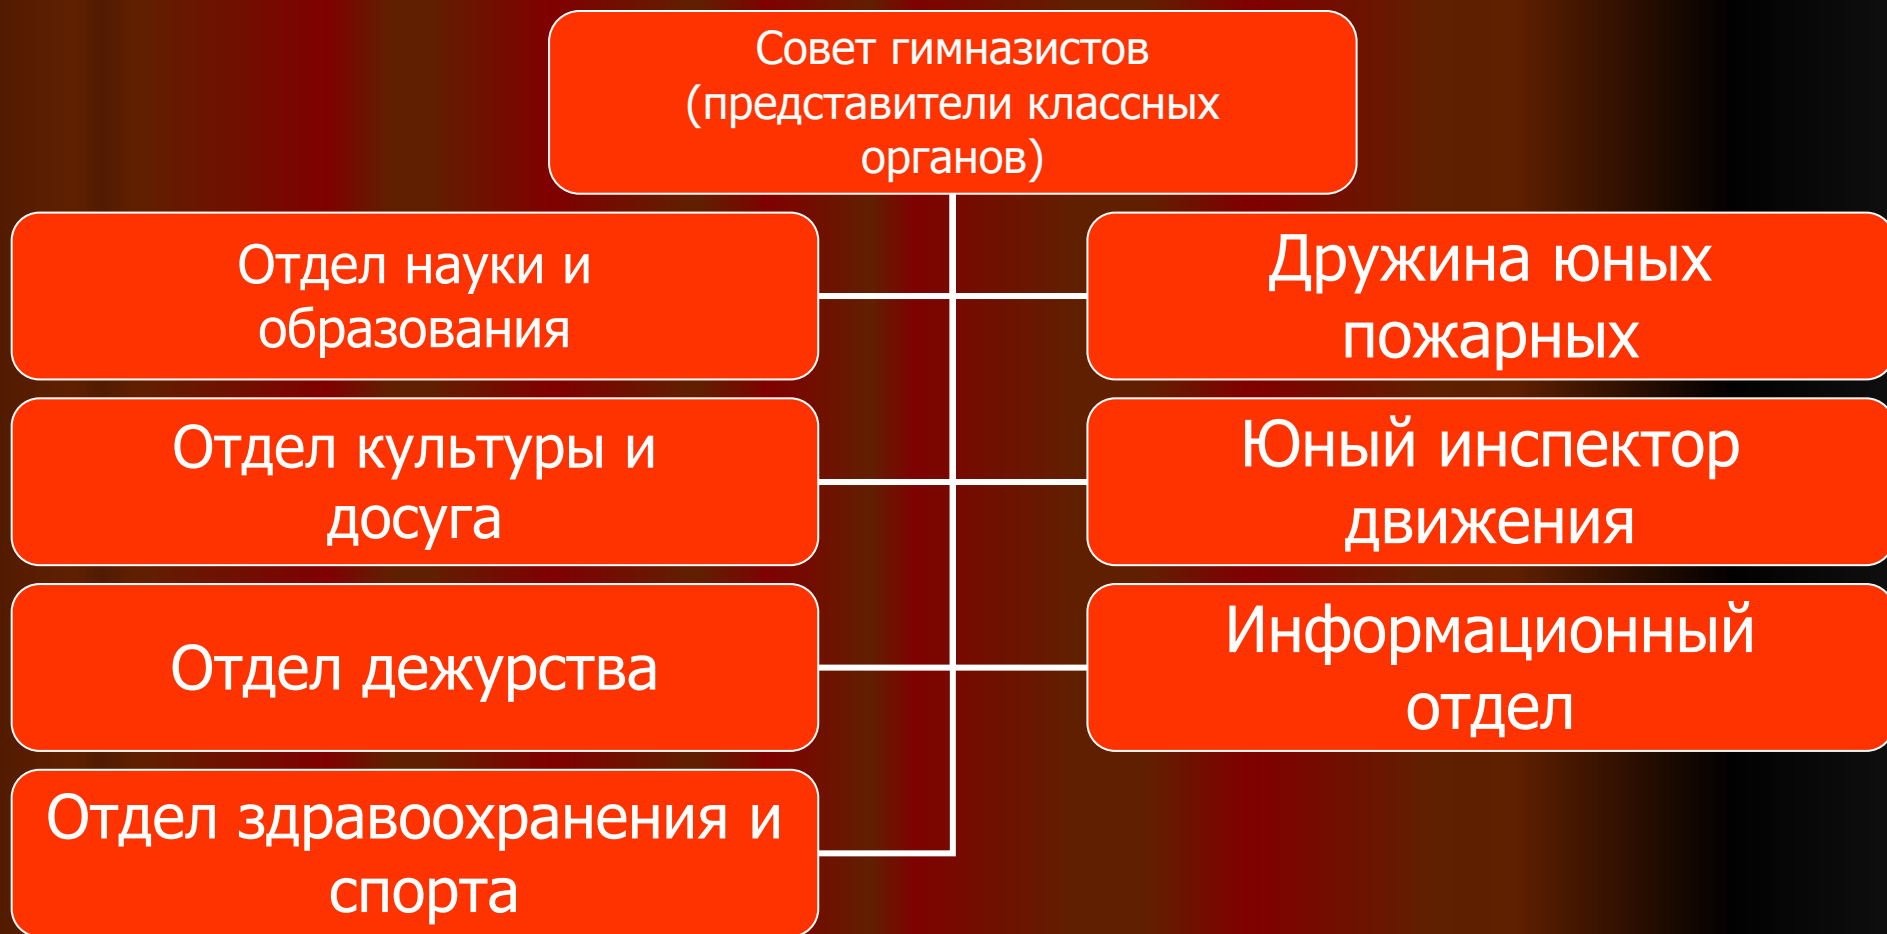 Совет гимназистов
(представители классных
органов)
Отдел науки и
образования
Дружина юных
пожарных
Отдел культуры и
досуга
Юный инспектор
движения
Отдел дежурства
Информационный
отдел
Отдел здравоохранения и
спорта